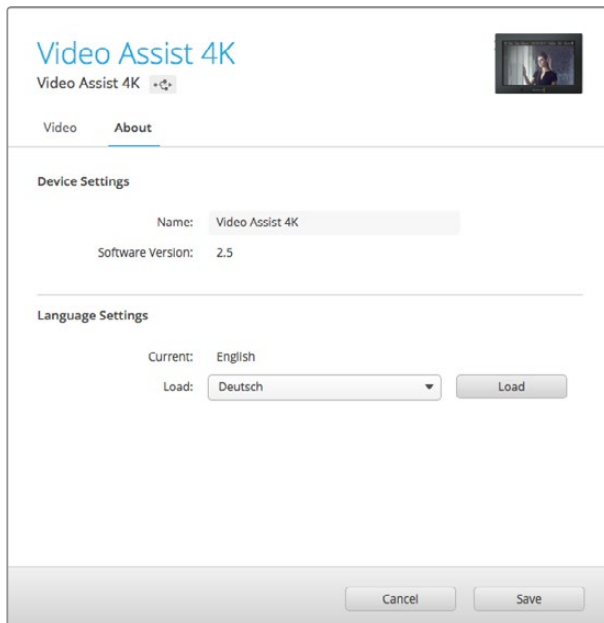 Video Assist 4K
Video Assist 4K
Video About
Device Settings
Name: Video Assist 4K
Software Version: 2.5
Language Settings
Current: English
Load: Deutsch Load
Cancel Save